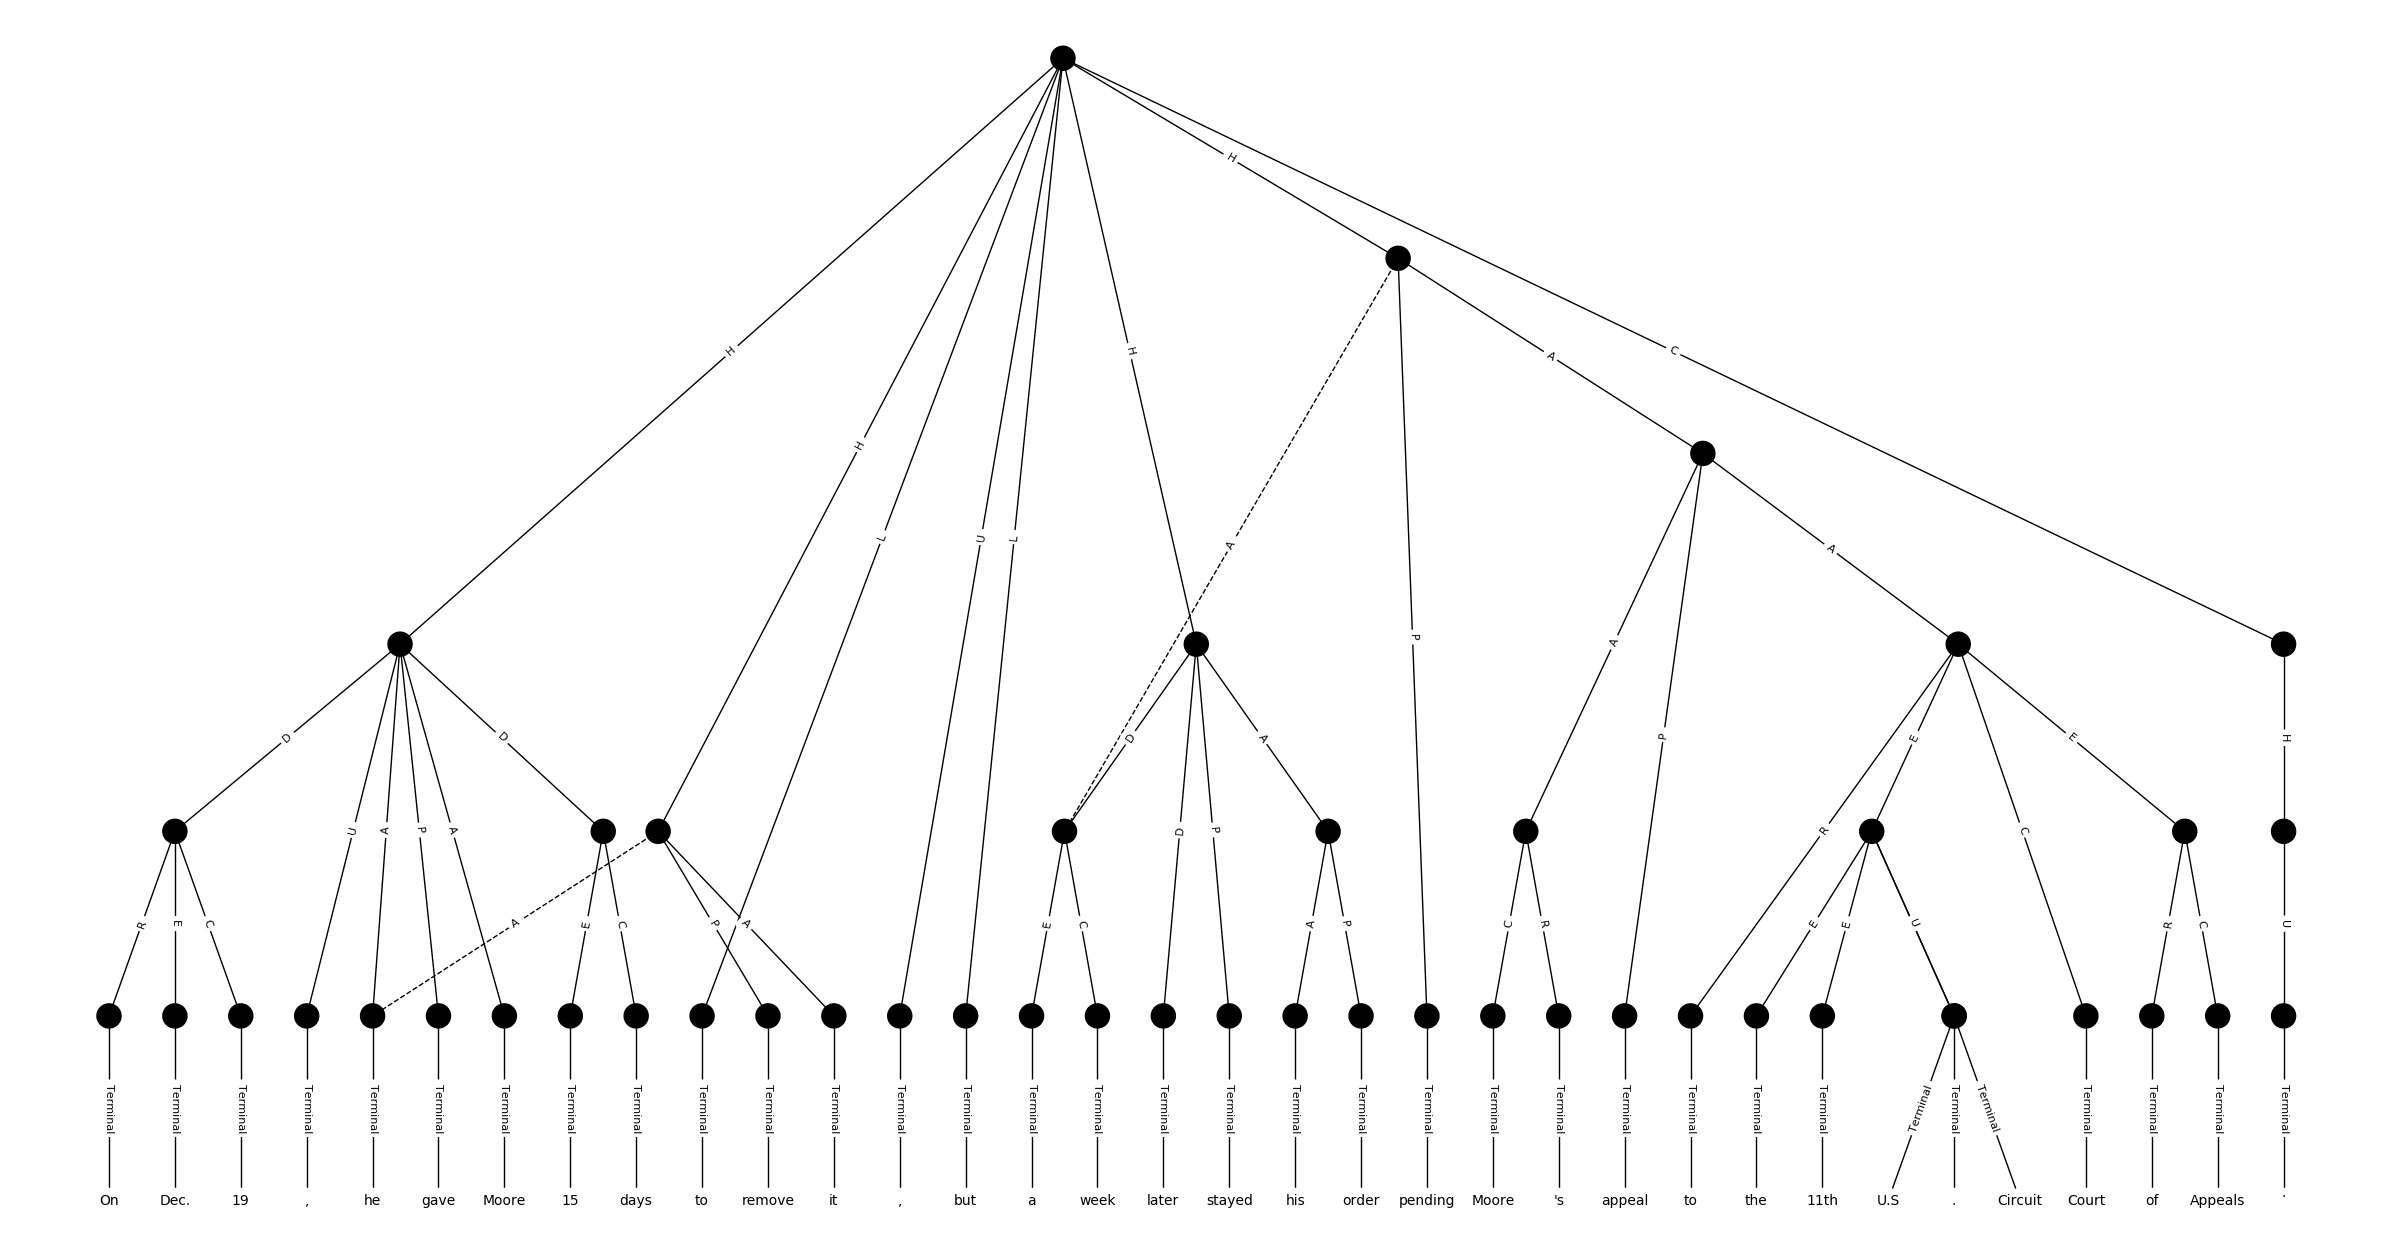 H
C
H
H
A
H
L
U
L
A
A
P
A
D
D
D
A
P
E
H
E
U
A
P
A
D
P
R
C
R
E
C
A
E
C
P
A
E
C
A
P
C
R
E
E
U
R
C
U
Terminal Terminal Terminal Terminal Terminal Terminal Terminal Terminal Terminal Terminal Terminal Terminal Terminal Terminal Terminal Terminal Terminal Terminal Terminal Terminal Terminal Terminal Terminal Terminal Terminal Terminal Terminal Terminal Terminal Terminal Terminal Terminal Terminal Terminal
On Dec. 19 , he gave Moore 15 days to remove it , but a week later stayed his order pending Moore 's appeal to the 11th U.S . Circuit Court of Appeals .